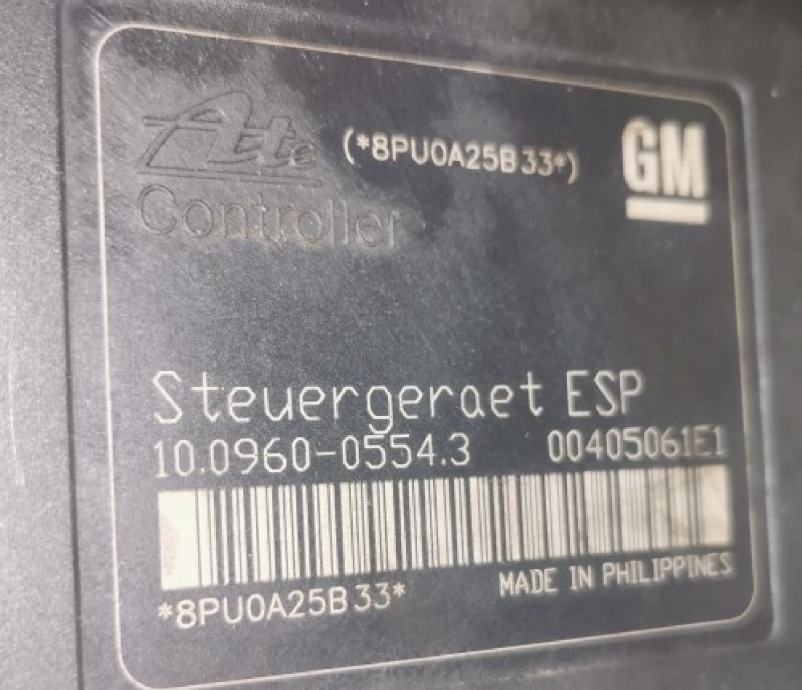 Ate (*8PU0A25B33*) GM
Controller
Steuergeraet ESP
10.0960-0554.3 00405061E1
*8PU0A25B33* MADE IN PHILIPPINES